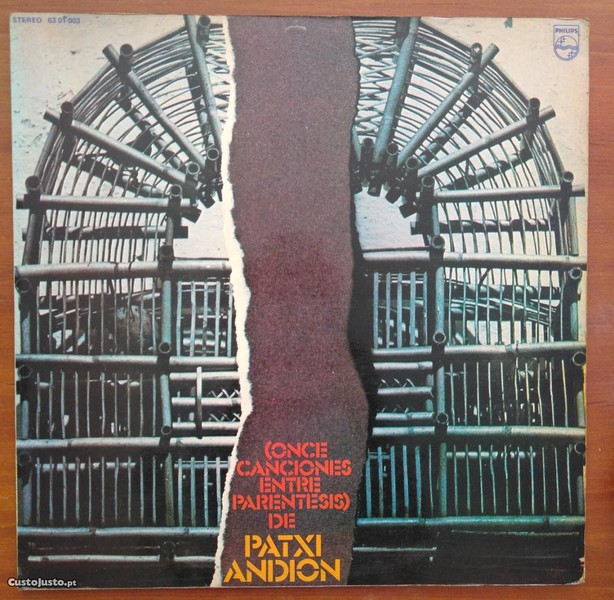 STEREO 63 01 003
PHILIPS
(ONCE
CANCIONES
ENTRE
PARENTESIS)
DE
PATXI
ANDION
CustoJusto.pt